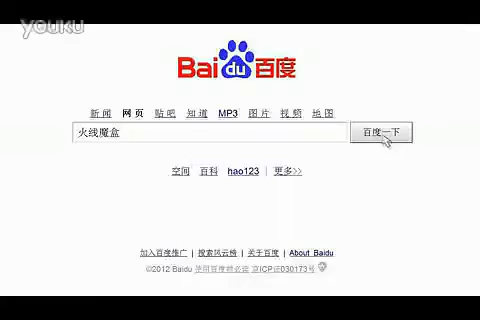 youku
Bai du 百度
新闻 网页 贴吧 知道 MP3 图片 视频 地图
火线魔盒 百度一下
空间 百科 hao123 | 更多>>
加入百度推广 | 搜索风云榜 | 关于百度 | About Baidu
©2012 Baidu 使用百度前必读 京ICP证030173号